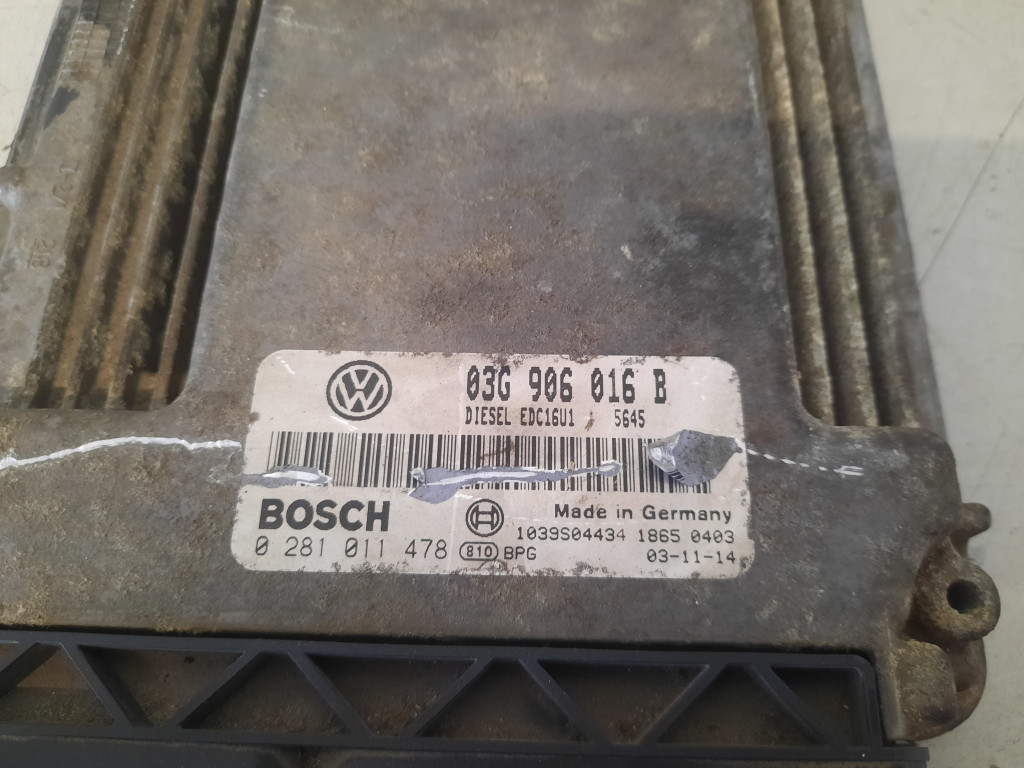 VW
03G 906 016 B
DIESEL EDC16U1 5645
BOSCH
Made in Germany
1039S04434 1865 0403
0 281 011 478 810 BPG
03-11-14